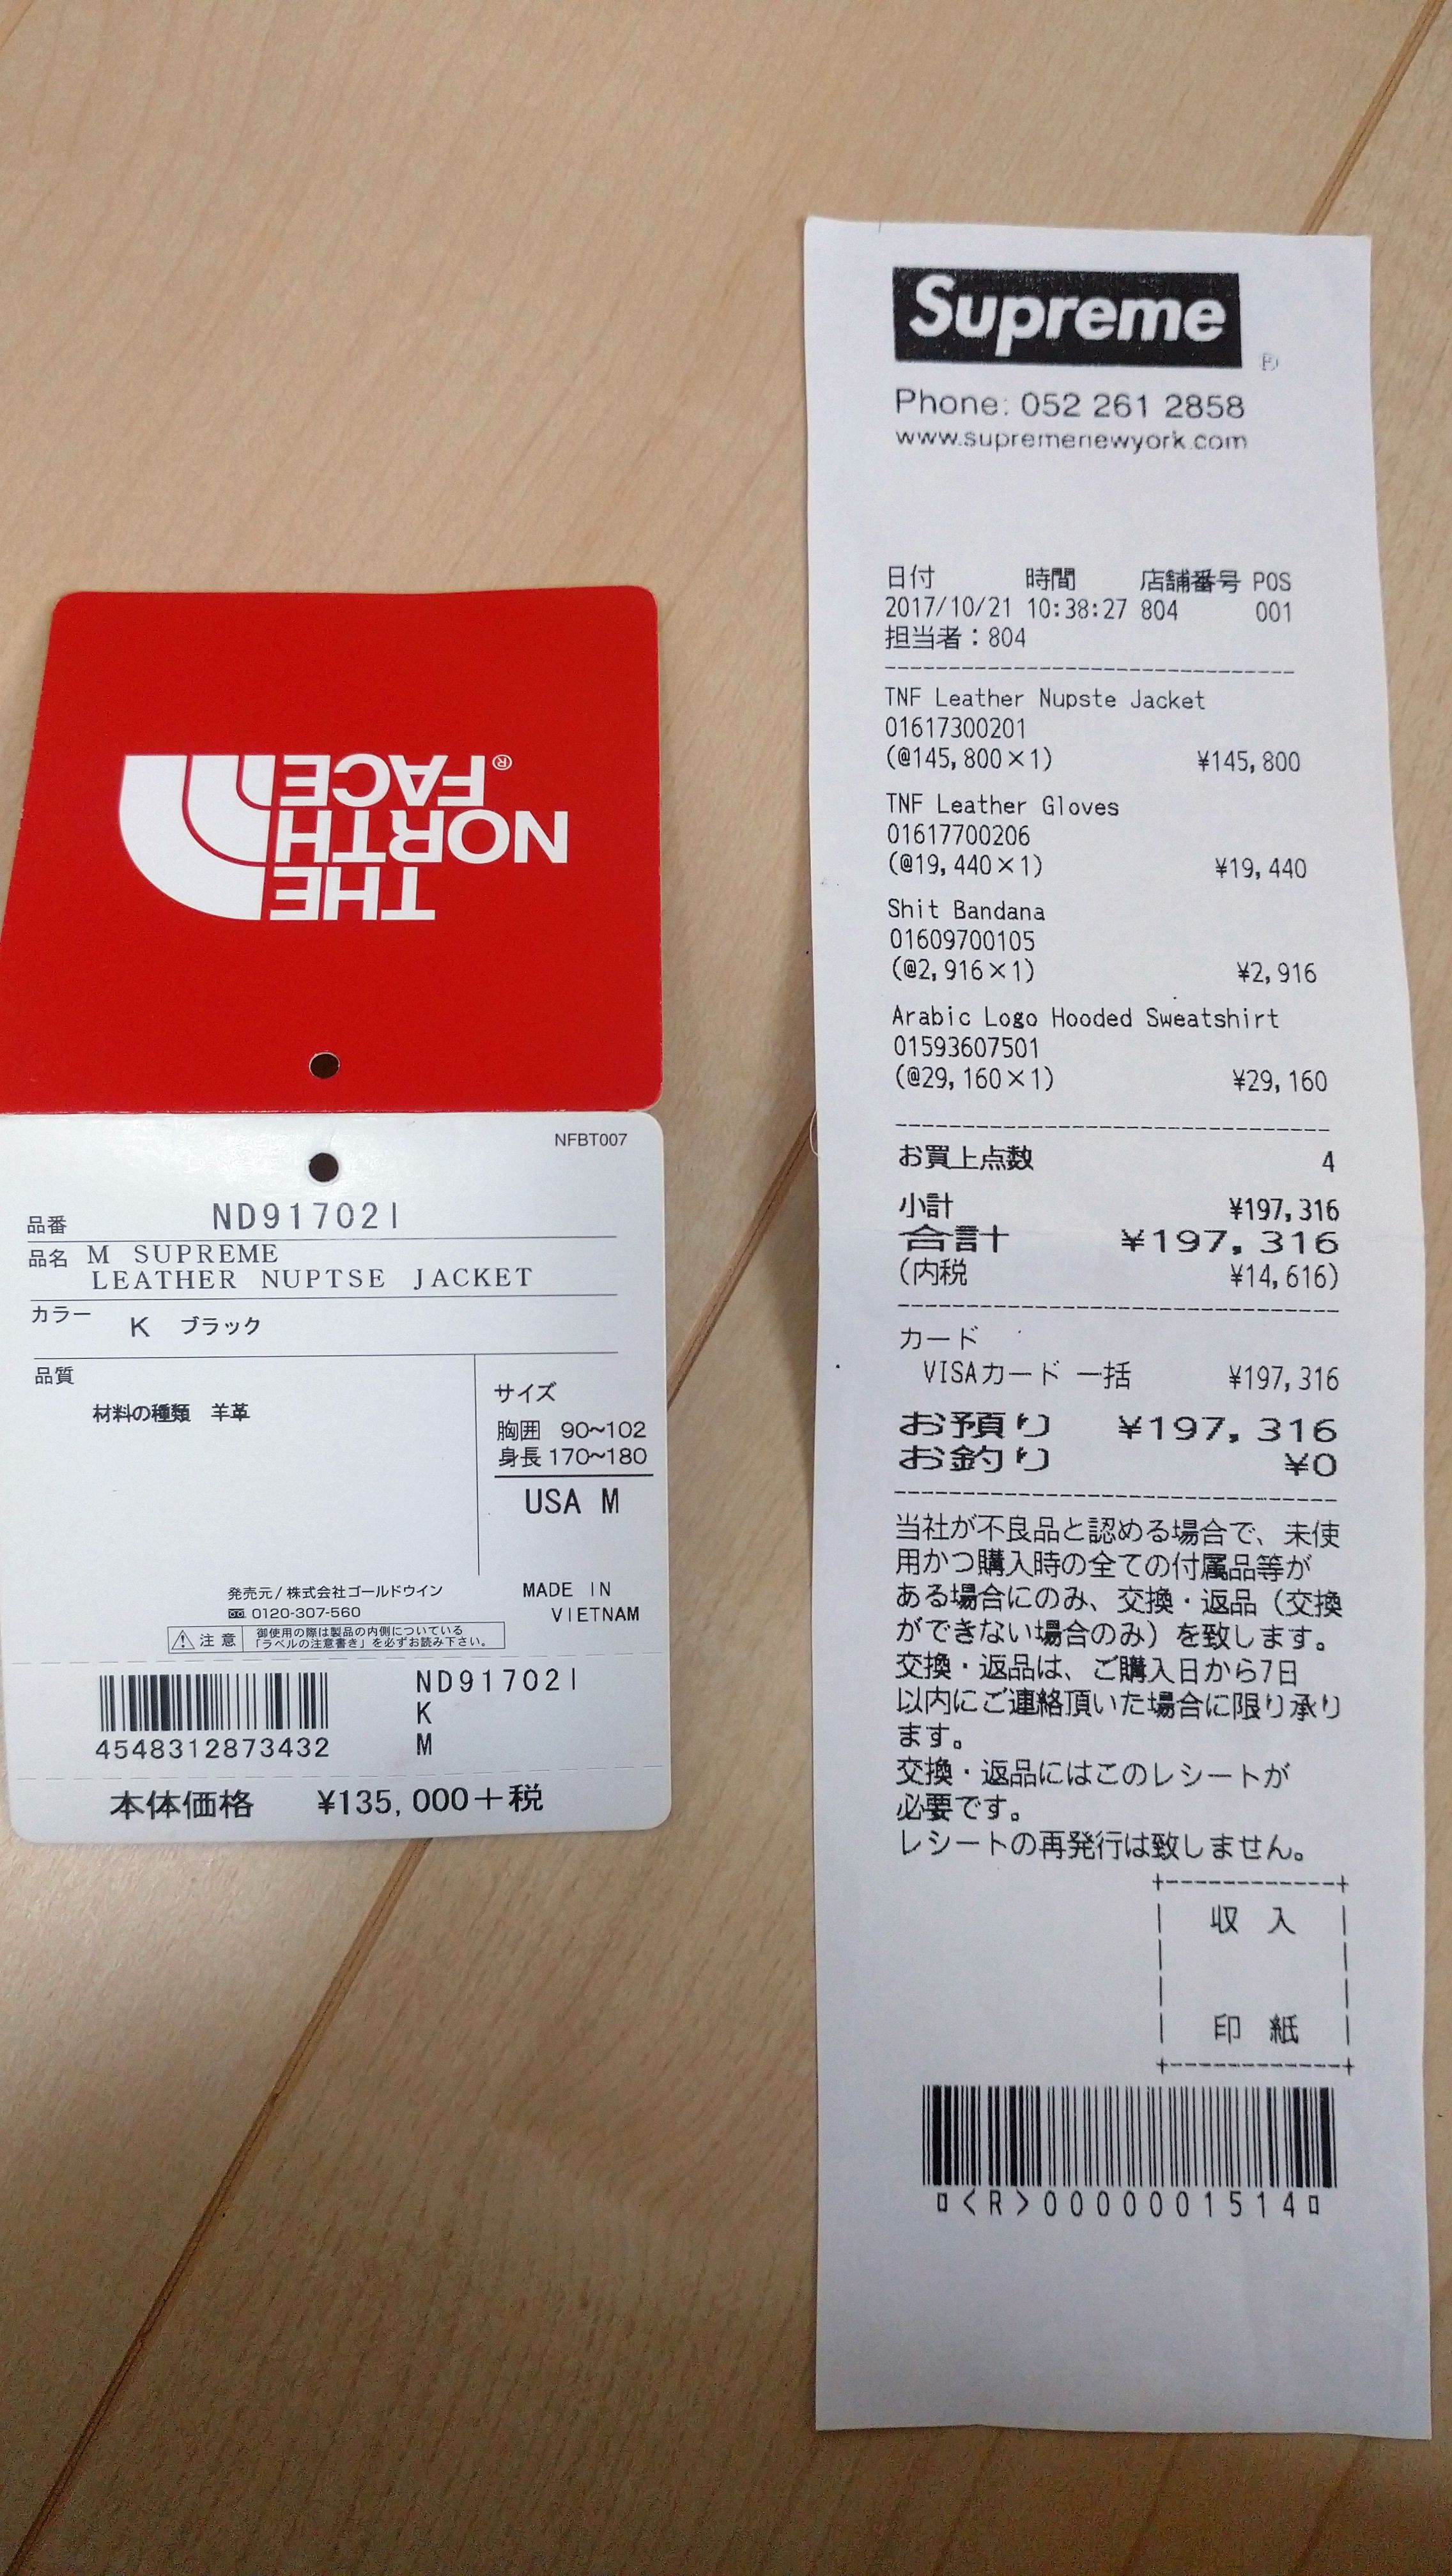 THE
NORTH
FACE®
NFBT007
品番 ND91702I
品名 M SUPREME
LEATHER NUPTSE JACKET
カラー K ブラック
品質
材料の種類 羊革
サイズ
胸囲 90~102
身長 170~180
USA M
発売元/株式会社ゴールドウイン
0120-307-560
MADE IN
VIETNAM
注意
御使用の際は製品の内側についている
「ラベルの注意書き」を必ずお読み下さい。
ND91702I
K
M
4548312873432
本体価格 ¥135,000+税
Supreme
®
Phone: 052 261 2858
www.supremenewyork.com
日付 時間 店舗番号 POS
2017/10/21 10:38:27 804 001
担当者:804
TNF Leather Nupste Jacket
01617300201
(@145,800×1) ¥145,800
TNF Leather Gloves
01617700206
(@19,440×1) ¥19,440
Shit Bandana
01609700105
(@2,916×1) ¥2,916
Arabic Logo Hooded Sweatshirt
01593607501
(@29,160×1) ¥29,160
お買上点数 4
小計 ¥197,316
合計 ¥197,316
(内税 ¥14,616)
カード
VISAカード 一括 ¥197,316
お預り ¥197,316
お釣り ¥0
当社が不良品と認める場合で、未使
用かつ購入時の全ての付属品等が
ある場合にのみ、交換・返品(交換
ができない場合のみ)を致します。
交換・返品は、ご購入日から7日
以内にご連絡頂いた場合に限り承り
ます。
交換・返品にはこのレシートが
必要です。
レシートの再発行は致しません。
収 入
印 紙
¤<R>0000001514¤